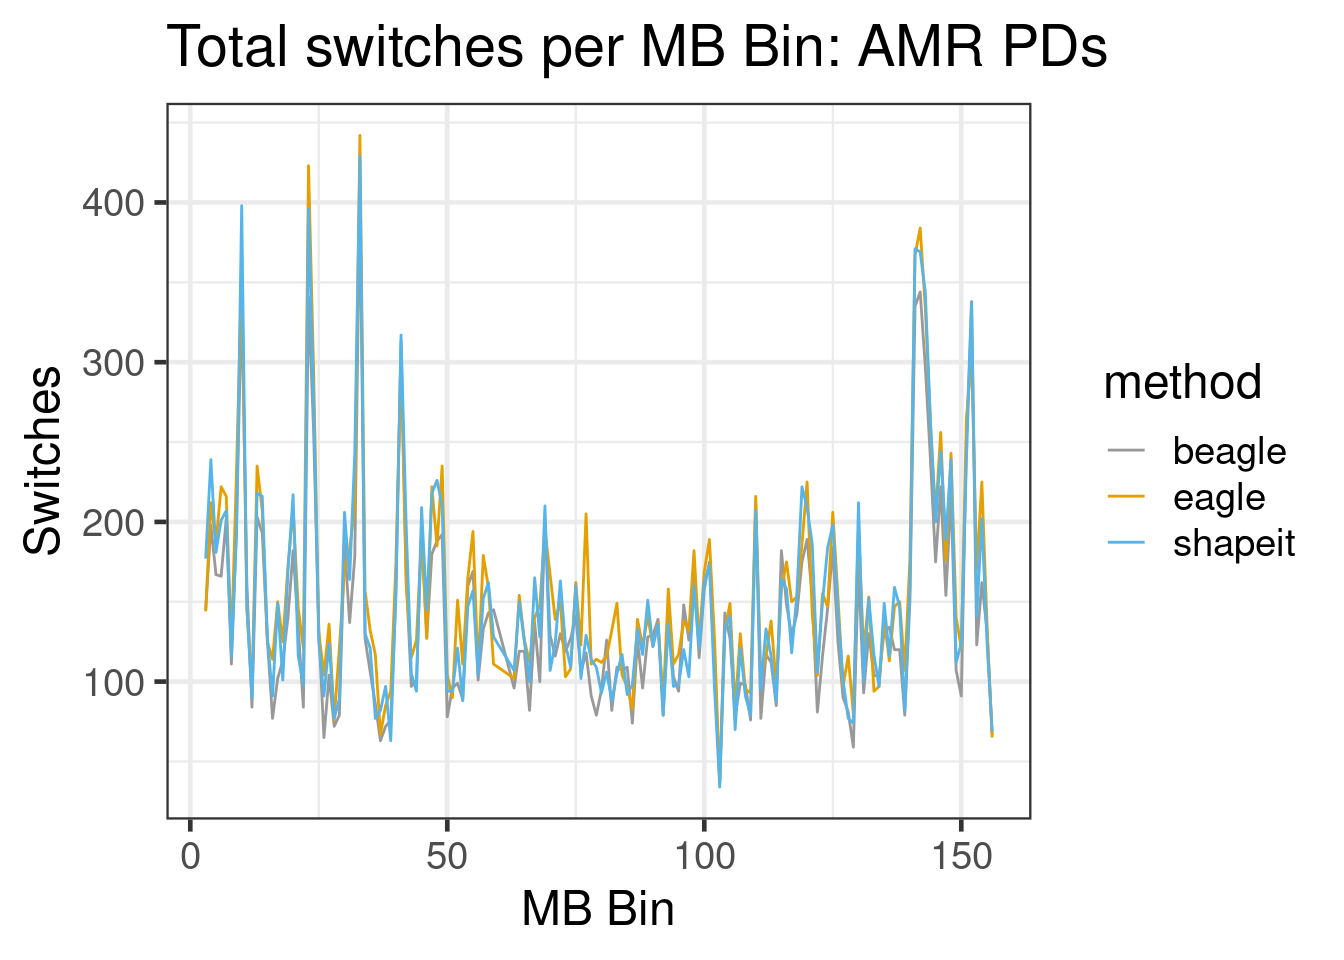 Total switches per MB Bin: AMR PDs
400
300
200
100
Switches
0 50 100 150
MB Bin
method
beagle
eagle
shapeit